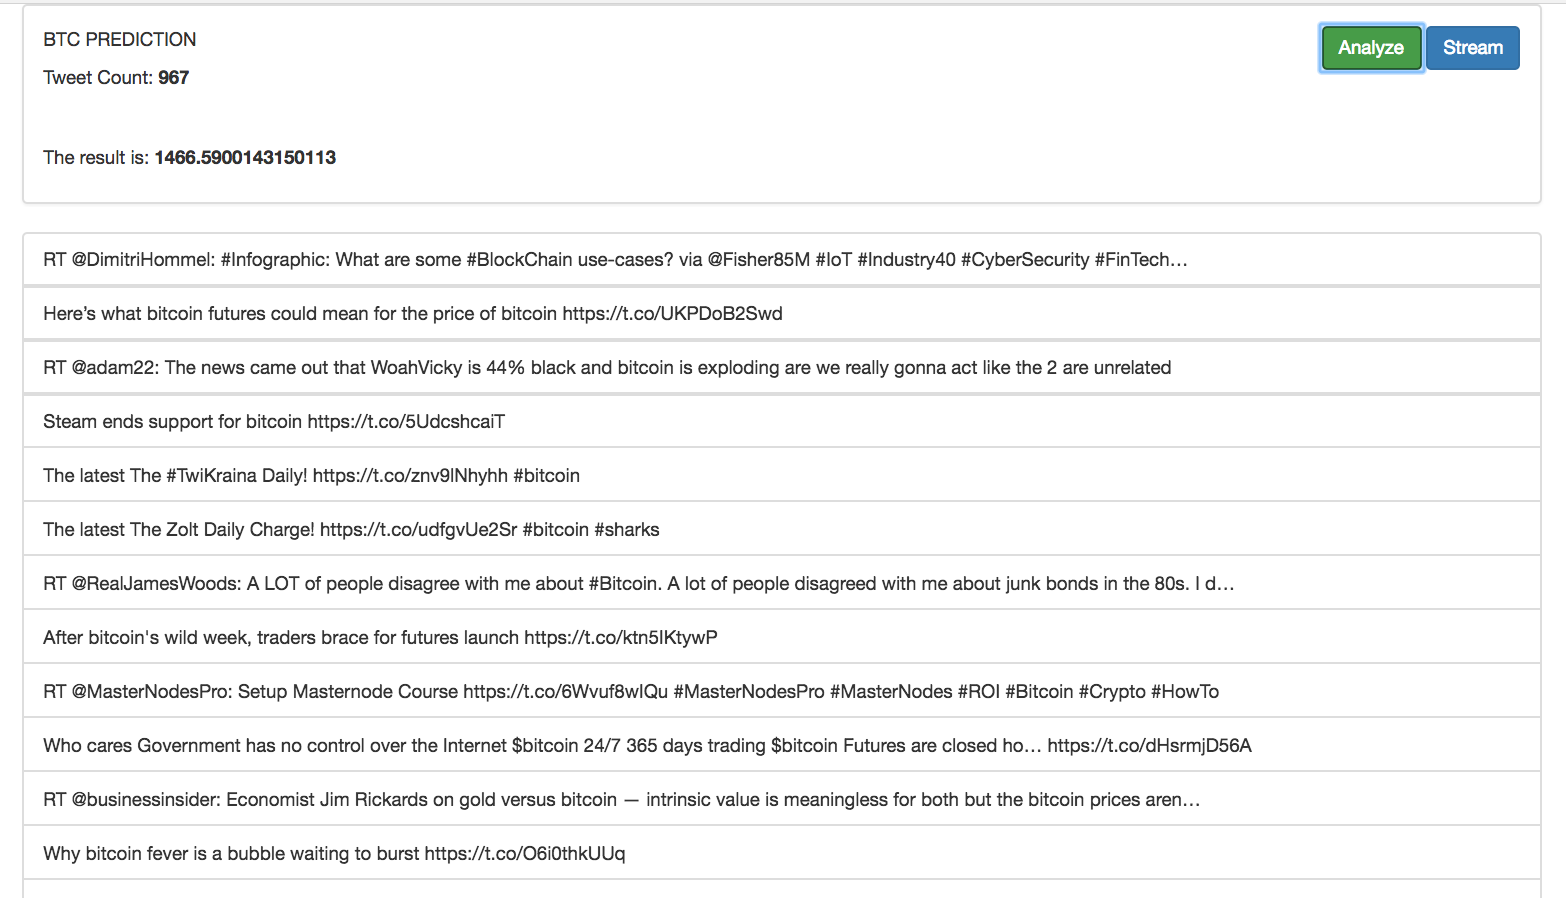 BTC PREDICTION
Analyze
Stream
Tweet Count: 967
The result is: 1466.5900143150113
RT @DimitriHommel: #Infographic: What are some #BlockChain use-cases? via @Fisher85M #IoT #Industry40 #CyberSecurity #FinTech…
Here’s what bitcoin futures could mean for the price of bitcoin https://t.co/UKPDoB2Swd
RT @adam22: The news came out that WoahVicky is 44% black and bitcoin is exploding are we really gonna act like the 2 are unrelated
Steam ends support for bitcoin https://t.co/5UdcshcaiT
The latest The #TwiKraina Daily! https://t.co/znv9lNhyhh #bitcoin
The latest The Zolt Daily Charge! https://t.co/udfgvUe2Sr #bitcoin #sharks
RT @RealJamesWoods: A LOT of people disagree with me about #Bitcoin. A lot of people disagreed with me about junk bonds in the 80s. I d…
After bitcoin's wild week, traders brace for futures launch https://t.co/ktn5IKtywP
RT @MasterNodesPro: Setup Masternode Course https://t.co/6Wvuf8wIQu #MasterNodesPro #MasterNodes #ROI #Bitcoin #Crypto #HowTo
Who cares Government has no control over the Internet $bitcoin 24/7 365 days trading $bitcoin Futures are closed ho… https://t.co/dHsrmjD56A
RT @businessinsider: Economist Jim Rickards on gold versus bitcoin — intrinsic value is meaningless for both but the bitcoin prices aren…
Why bitcoin fever is a bubble waiting to burst https://t.co/O6i0thkUUq